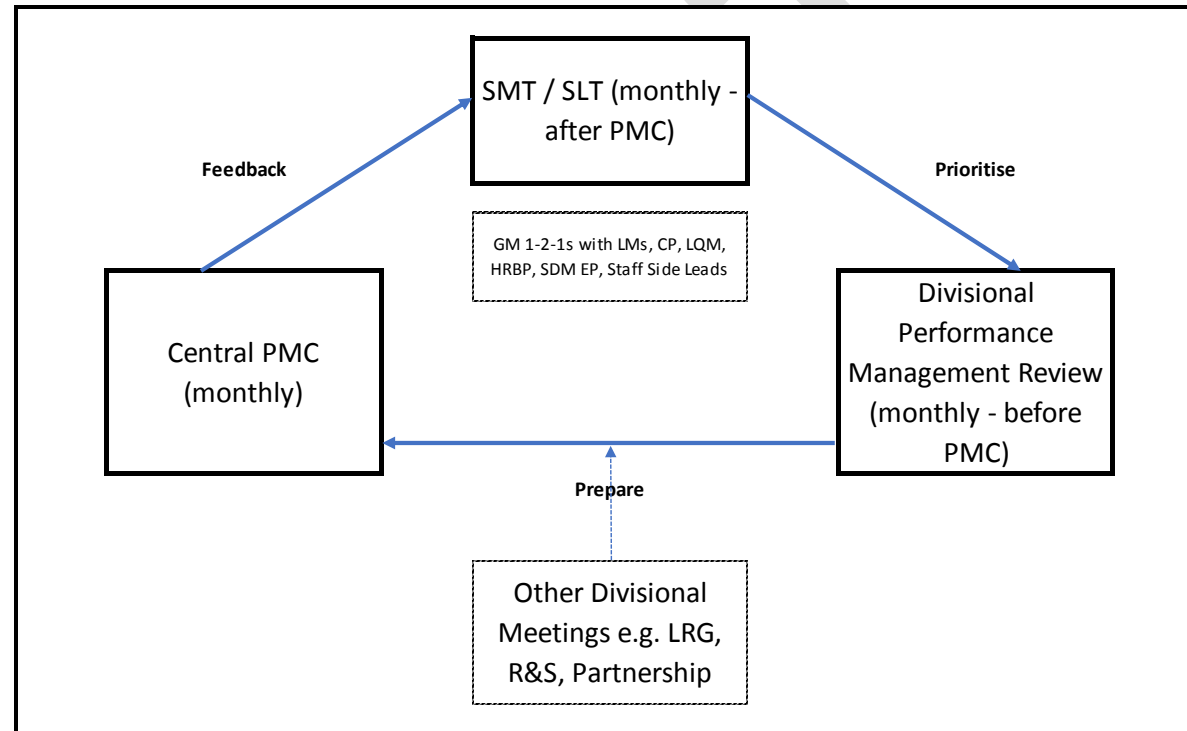 SMT / SLT (monthly -
after PMC)
Feedback
Prioritise
GM 1-2-1s with LMs, CP, LQM,
HRBP, SDM EP, Staff Side Leads
Central PMC
(monthly)
Divisional
Performance
Management Review
(monthly - before
PMC)
Prepare
Other Divisional
Meetings e.g. LRG,
R&S, Partnership